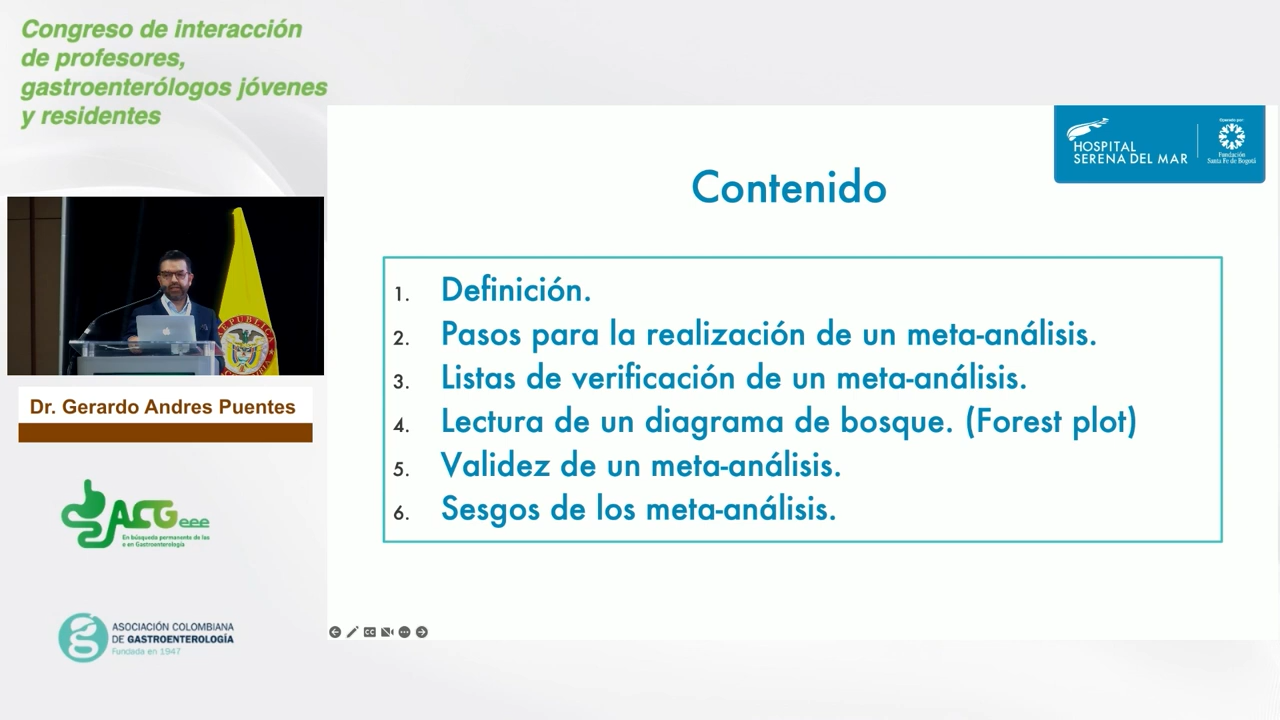 Congreso de interacción
de profesores,
gastroenterólogos jóvenes
y residentes
HOSPITAL
SERENA DEL MAR
Operado por:
Fundación
Santa Fe de Bogotá
Contenido
1. Definición.
2. Pasos para la realización de un meta-análisis.
3. Listas de verificación de un meta-análisis.
4. Lectura de un diagrama de bosque. (Forest plot)
5. Validez de un meta-análisis.
6. Sesgos de los meta-análisis.
Dr. Gerardo Andres Puentes
ACGeee
En búsqueda permanente de las
e en Gastroenterología
ASOCIACIÓN COLOMBIANA
DE GASTROENTEROLOGÍA
Fundada en 1947